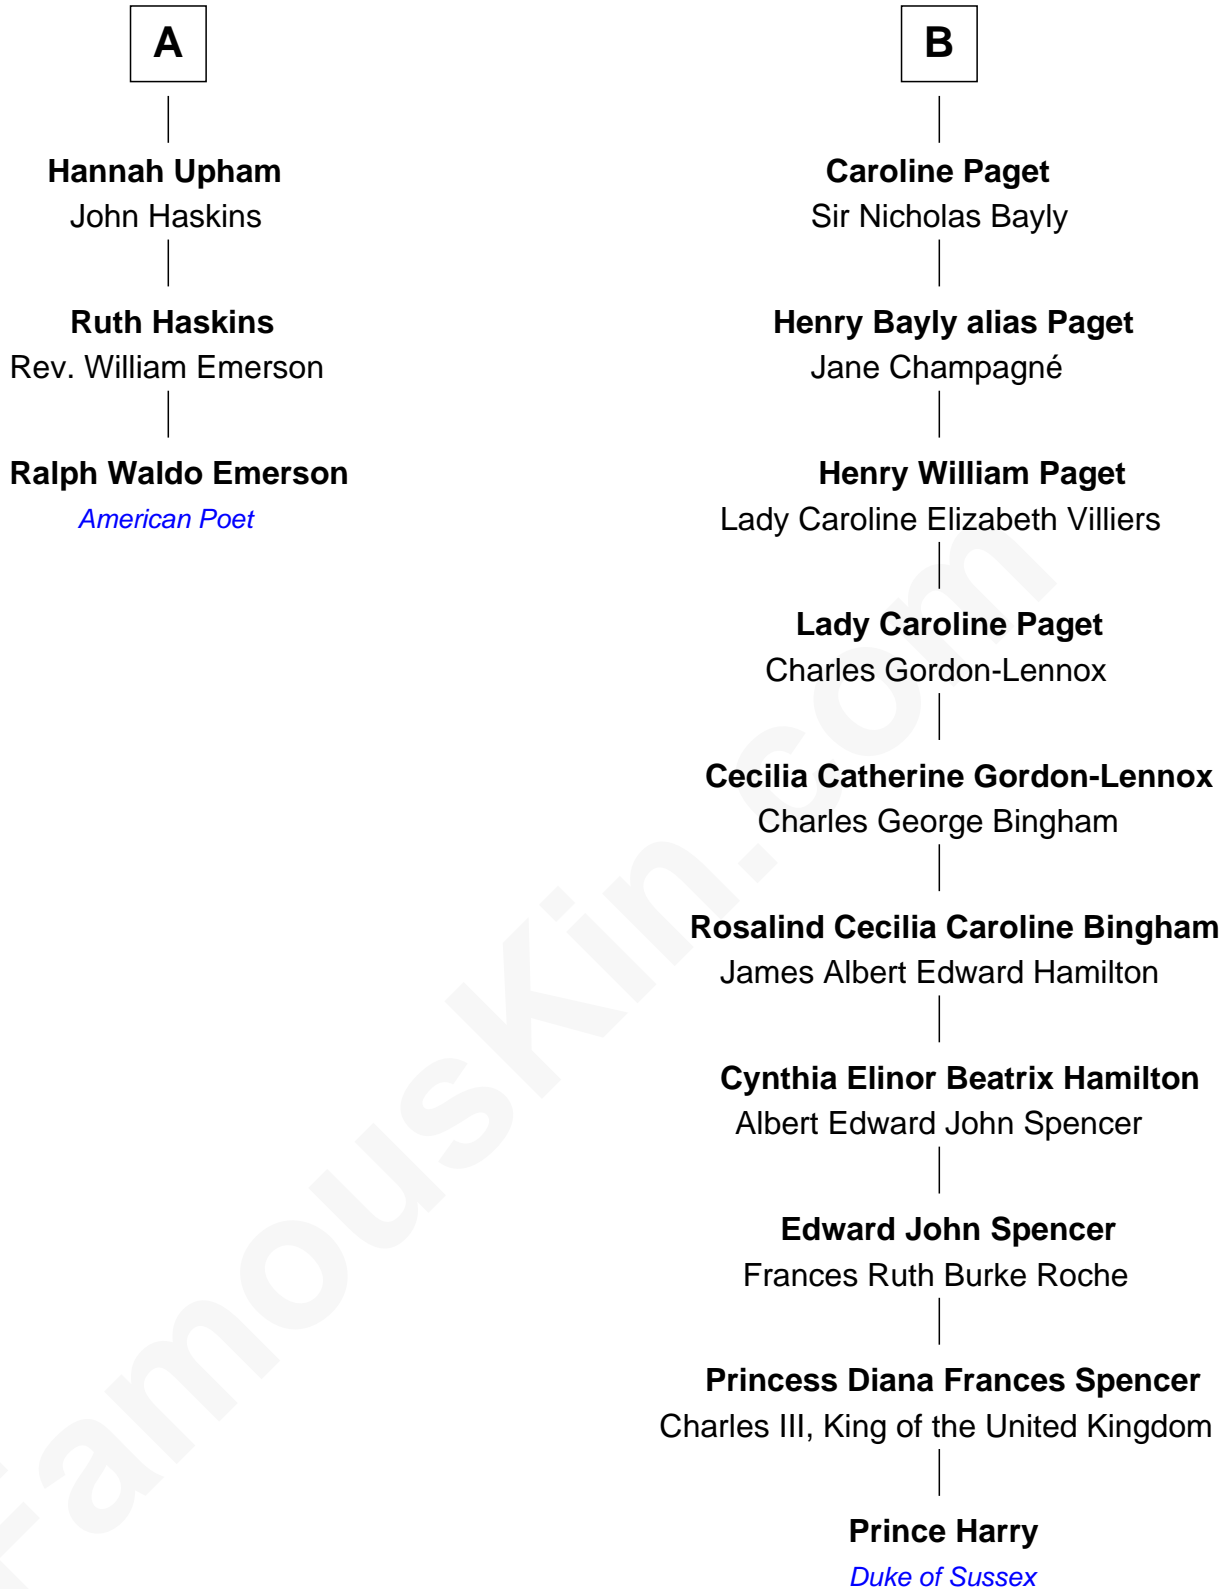 A
Hannah Upham
John Haskins
Ruth Haskins
Rev. William Emerson
Ralph Waldo Emerson
American Poet
B
Caroline Paget
Sir Nicholas Bayly
Henry Bayly alias Paget
Jane Champagné
Henry William Paget
Lady Caroline Elizabeth Villiers
Lady Caroline Paget
Charles Gordon-Lennox
Cecilia Catherine Gordon-Lennox
Charles George Bingham
Rosalind Cecilia Caroline Bingham
James Albert Edward Hamilton
Cynthia Elinor Beatrix Hamilton
Albert Edward John Spencer
Edward John Spencer
Frances Ruth Burke Roche
Princess Diana Frances Spencer
Charles III, King of the United Kingdom
Prince Harry
Duke of Sussex
FamousKin.com